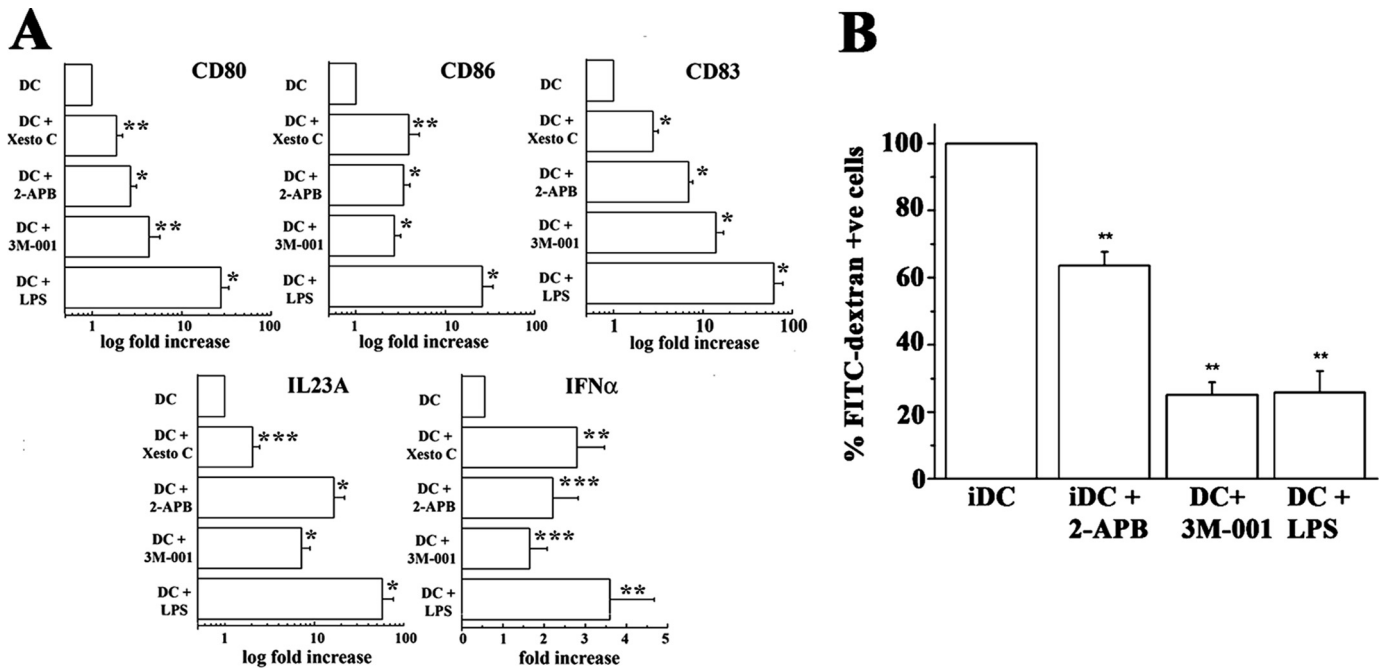 A
CD80
DC
DC +
Xesto C
**
DC +
2-APB
*
DC +
3M-001
**
DC +
LPS
*
1 10 100
log fold increase
CD86
DC
DC +
Xesto C
**
DC +
2-APB
*
DC +
3M-001
*
DC +
LPS
*
1 10 100
log fold increase
CD83
DC
DC +
Xesto C
*
DC +
2-APB
*
DC +
3M-001
*
DC +
LPS
*
1 10 100
log fold increase
IL23A
DC
DC +
Xesto C
***
DC +
2-APB
*
DC +
3M-001
*
DC +
LPS
*
1 10 100
log fold increase
IFNα
DC
DC +
Xesto C
**
DC +
2-APB
***
DC +
3M-001
***
DC +
LPS
**
0 1 2 3 4 5
fold increase
B
% FITC-dextran +ve cells
100
80
60
40
20
0
**
**
**
iDC
iDC +
2-APB
DC+
3M-001
DC +
LPS